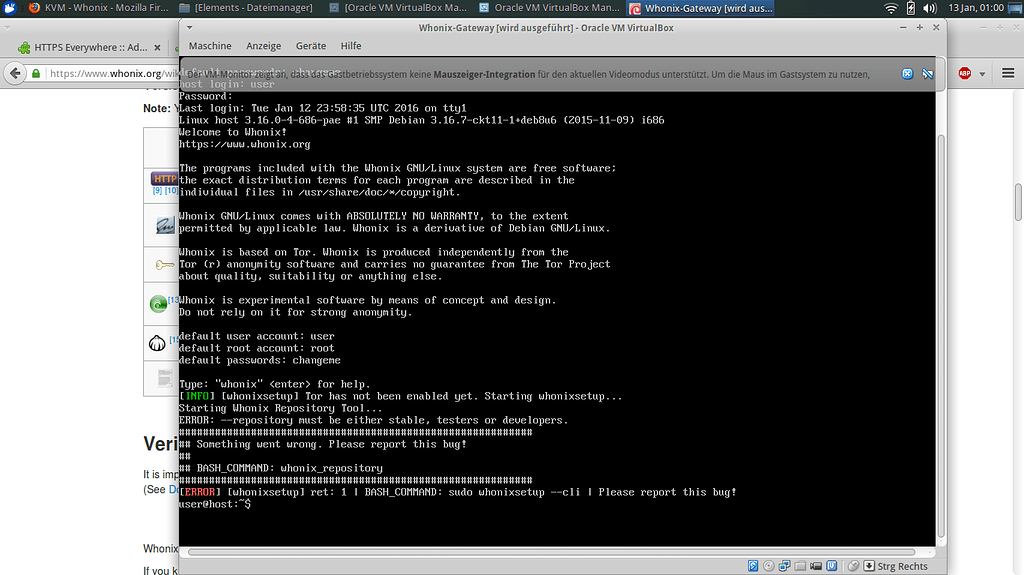 KVM - Whonix - Mozilla Fir...
[Elements - Dateimanager]
[Oracle VM VirtualBox Ma...
Oracle VM VirtualBox Man...
Whonix-Gateway [wird aus...
13 Jan, 01:00
Whonix-Gateway [wird ausgeführt] - Oracle VM VirtualBox
HTTPS Everywhere :: Ad...
Maschine Anzeige Geräte Hilfe
https://www.whonix.org/wiki
Der VM-Monitor zeigt an, dass das Gastbetriebssystem keine Mauszeiger-Integration für den aktuellen Videomodus unterstützt. Um die Maus im Gastsystem zu nutzen,
ABP
host login: user
Password:
Last login: Tue Jan 12 23:58:35 UTC 2016 on tty1
Note:
Linux host 3.16.0-4-686-pae #1 SMP Debian 3.16.7-ckt11-1+deb8u6 (2015-11-09) i686
Welcome to Whonix!
https://www.whonix.org
The programs included with the Whonix GNU/Linux system are free software;
the exact distribution terms for each program are described in the
individual files in /usr/share/doc/*/copyright.
HTTP
[9] [10]
Whonix GNU/Linux comes with ABSOLUTELY NO WARRANTY, to the extent
permitted by applicable law. Whonix is a derivative of Debian GNU/Linux.
Whonix is based on Tor. Whonix is produced independently from the
Tor (r) anonymity software and carries no guarantee from The Tor Project
about quality, suitability or anything else.
Whonix is experimental software by means of concept and design.
Do not rely on it for strong anonymity.
default user account: user
default root account: root
default passwords: changeme
Type: "whonix" <enter> for help.
[INFO] [whonixsetup] Tor has not been enabled yet. Starting whonixsetup...
Starting Whonix Repository Tool...
ERROR: --repository must be either stable, testers or developers.
###########################################################
## Something went wrong. Please report this bug!
##
## BASH_COMMAND: whonix_repository
###########################################################
[ERROR] [whonixsetup] ret: 1 | BASH_COMMAND: sudo whonixsetup --cli | Please report this bug!
user@host:~$
Veri
It is imp
(See D
Whonix
If you k
Strg Rechts